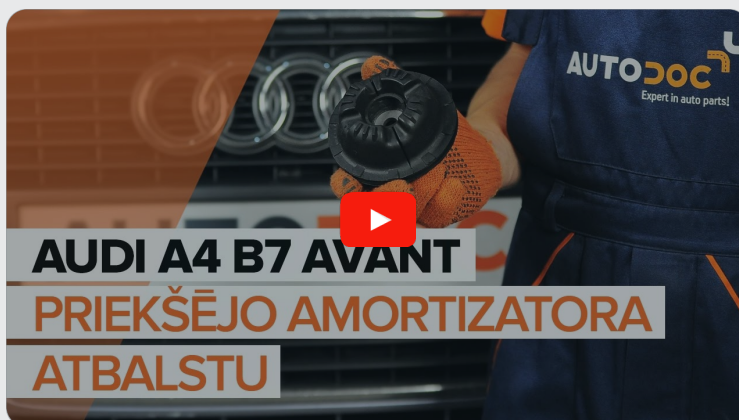 AUTODOC
Expert in auto parts!
AUDI A4 B7 AVANT
PRIEKŠĒJO AMORTIZATORA
ATBALSTU